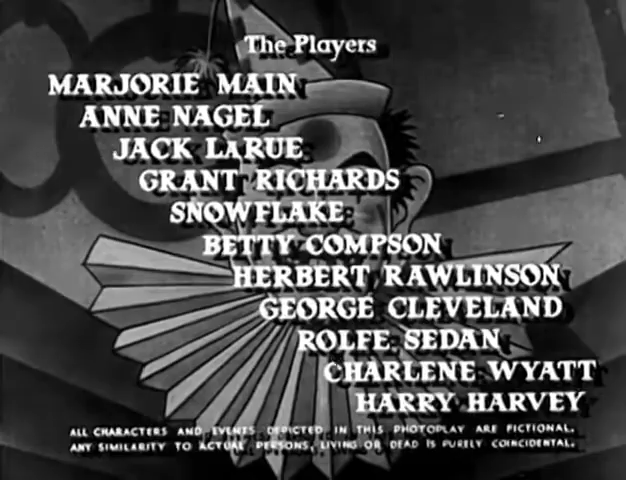 The Players
MARJORIE MAIN
ANNE NAGEL
JACK LaRUE
GRANT RICHARDS
SNOWFLAKE
BETTY COMPSON
HERBERT RAWLINSON
GEORGE CLEVELAND
ROLFE SEDAN
CHARLENE WYATT
HARRY HARVEY
ALL CHARACTERS AND EVENTS DEPICTED IN THIS PHOTOPLAY ARE FICTIONAL.
ANY SIMILARITY TO ACTUAL PERSONS, LIVING OR DEAD IS PURELY COINCIDENTAL.